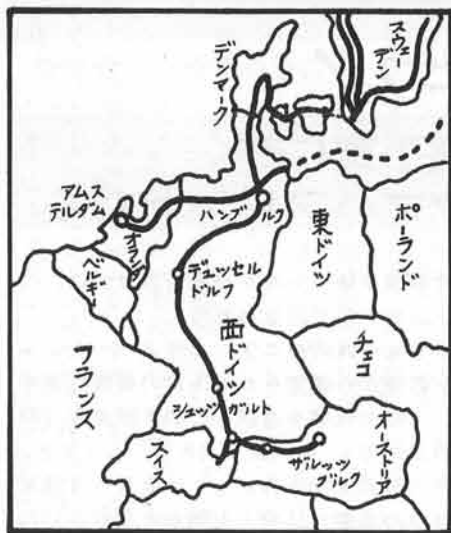 スウェー
デン
デンマーク
アムス
テルダム
オランダ
ハンブルク
東ドイツ
ポーランド
ベルギー
デュッセル
ドルフ
西ドイツ
チェコ
フランス
シュッツガルト
スイス
ザルッツ
ブルク
オーストリア